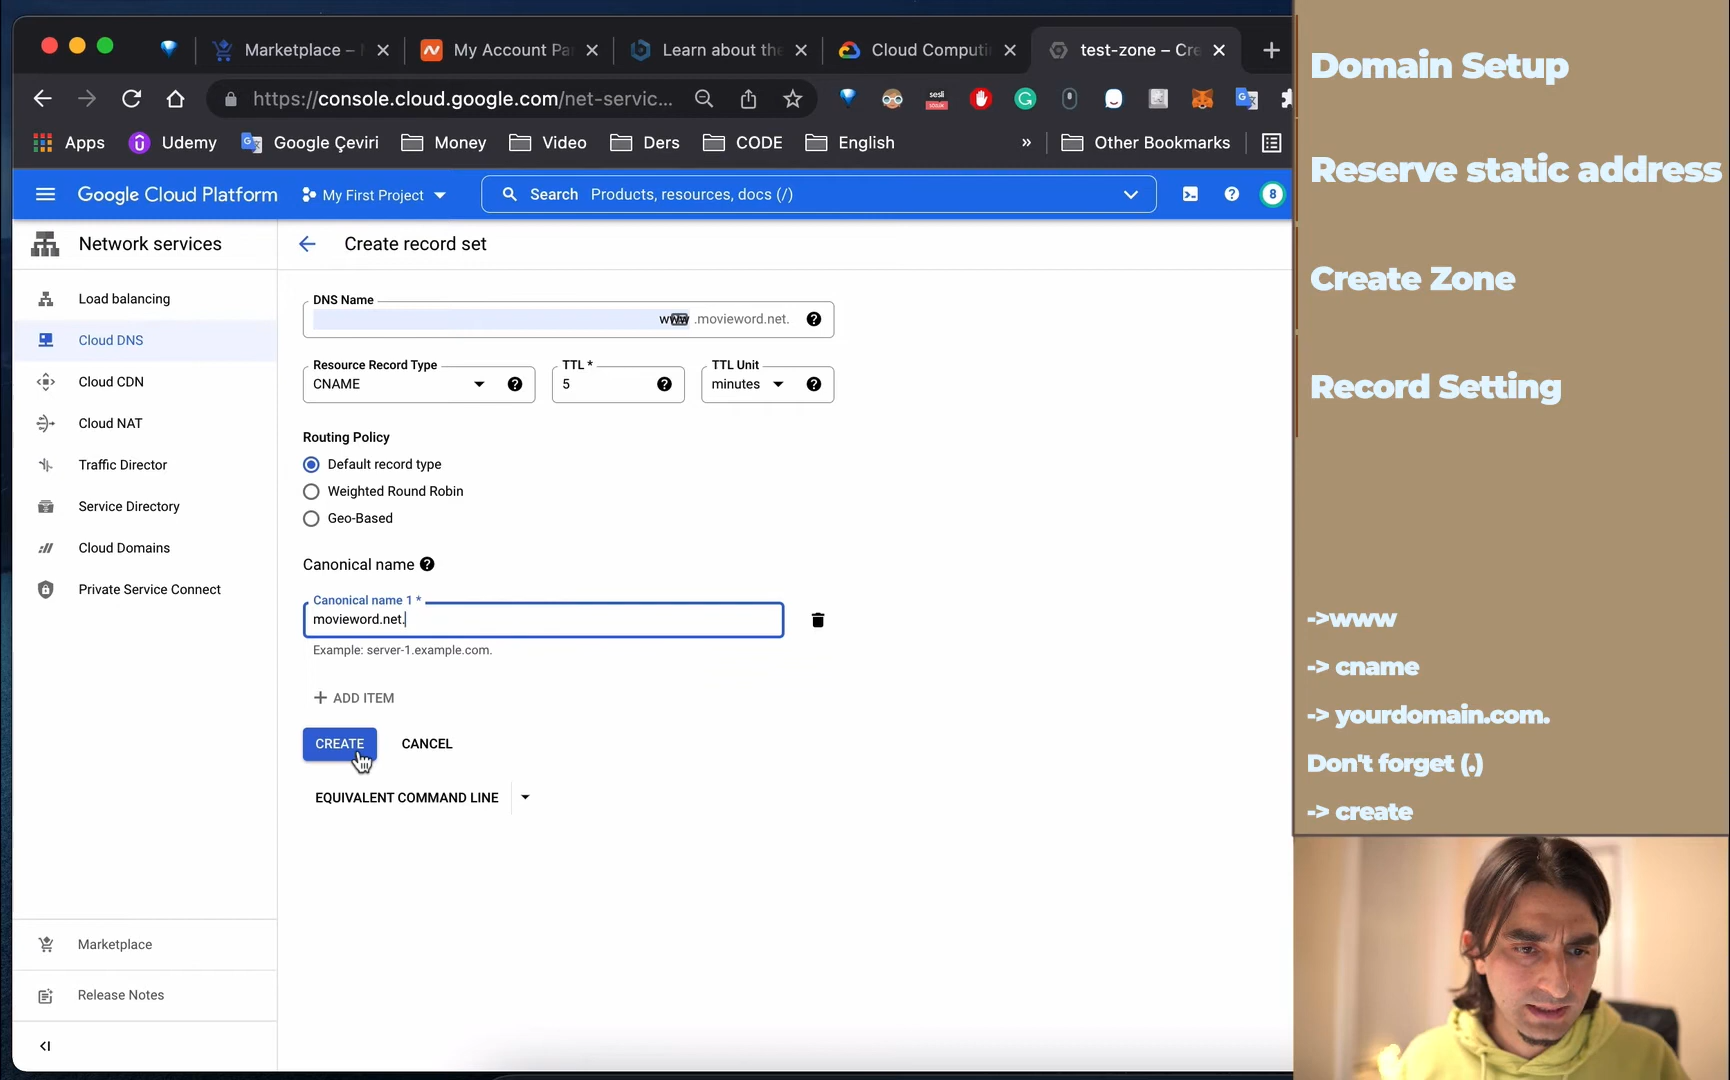 Marketplace –
My Account Pa
Learn about the
Cloud Computi
test-zone – Cre
https://console.cloud.google.com/net-servic...
sesli
Apps
Udemy
Google Çeviri
Money
Video
Ders
CODE
English
»
Other Bookmarks
Google Cloud Platform
My First Project
Search Products, resources, docs (/)
8
Network services
Create record set
Load balancing
Cloud DNS
Cloud CDN
Cloud NAT
Traffic Director
Service Directory
Cloud Domains
Private Service Connect
Marketplace
Release Notes
DNS Name
www .movieword.net.
Resource Record Type
CNAME
TTL *
5
TTL Unit
minutes
Routing Policy
Default record type
Weighted Round Robin
Geo-Based
Canonical name
Canonical name 1 *
movieword.net.
Example: server-1.example.com.
+ ADD ITEM
CREATE
CANCEL
EQUIVALENT COMMAND LINE
Domain Setup
Reserve static address
Create Zone
Record Setting
->www
-> cname
-> yourdomain.com.
Don't forget (.)
-> create